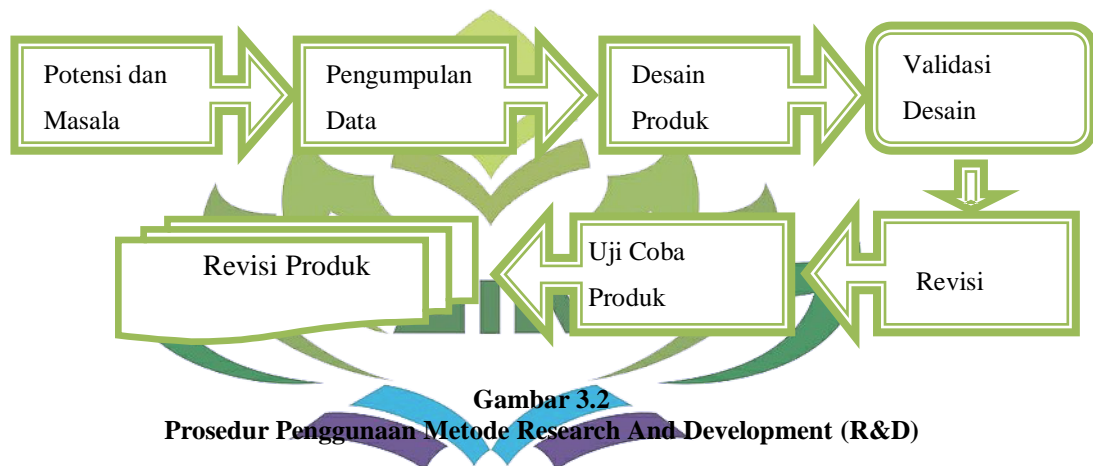 Potensi dan
Masala
Pengumpulan
Data
Desain
Produk
Validasi
Desain
Revisi
Uji Coba
Produk
Revisi Produk
Gambar 3.2
Prosedur Penggunaan Metode Research And Development (R&D)